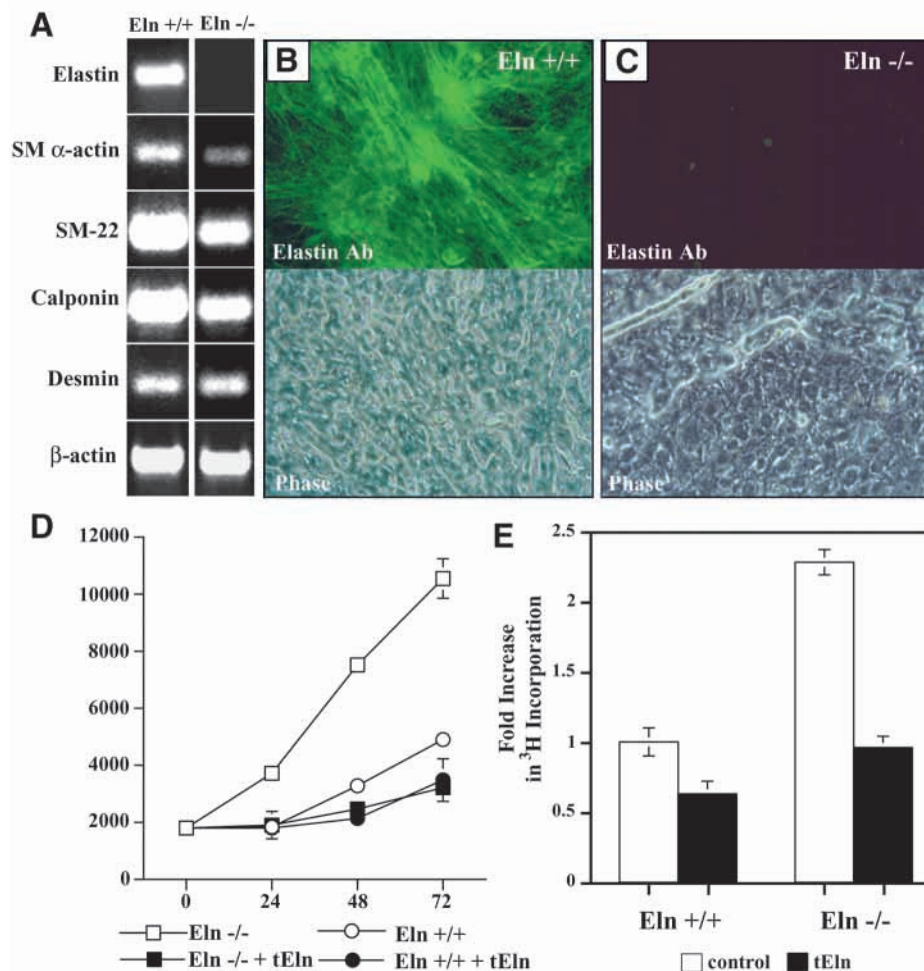 A
Eln +/+ Eln -/-
Elastin
SM α-actin
SM-22
Calponin
Desmin
β-actin
B
Eln +/+
Elastin Ab
Phase
C
Eln -/-
Elastin Ab
Phase
D
12000
10000
8000
6000
4000
2000
0
0 24 48 72
Eln -/- Eln +/+
Eln -/- + tEln Eln +/+ + tEln
E
Fold Increase
in ³H Incorporation
2.5
2
1.5
1
0.5
0
Eln +/+ Eln -/-
control tEln